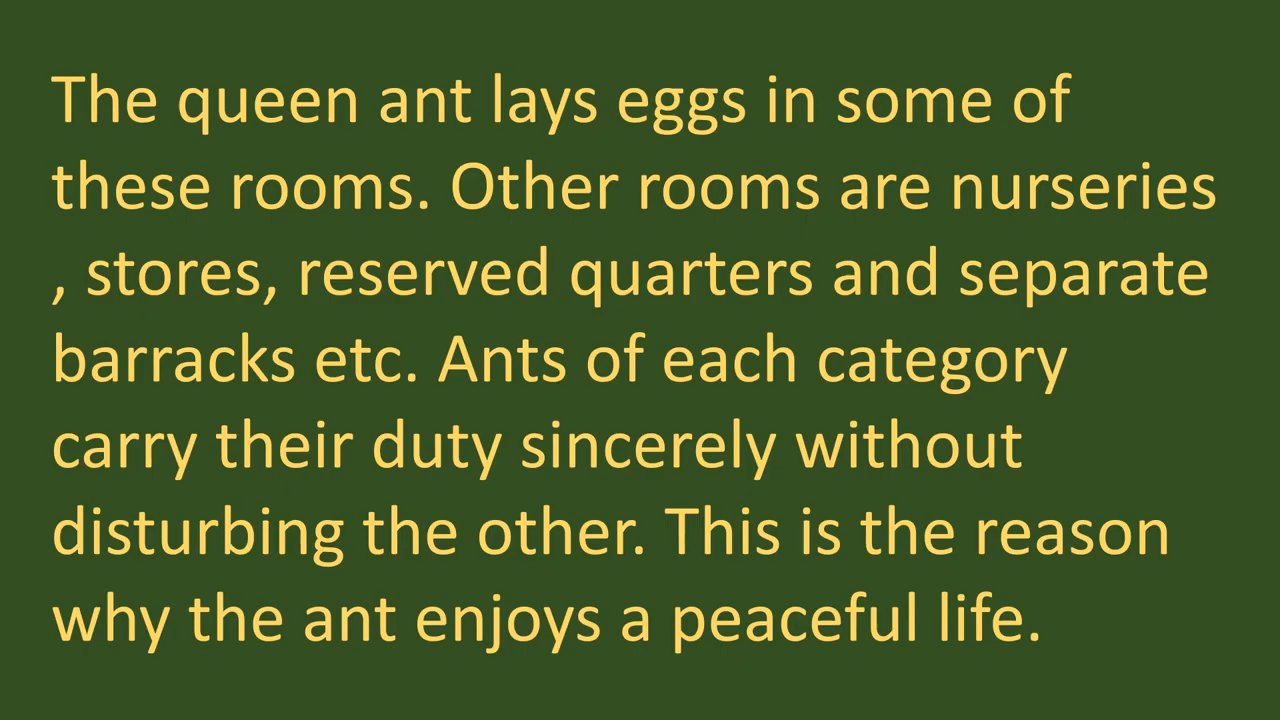 The queen ant lays eggs in some of
these rooms. Other rooms are nurseries
, stores, reserved quarters and separate
barracks etc. Ants of each category
carry their duty sincerely without
disturbing the other. This is the reason
why the ant enjoys a peaceful life.